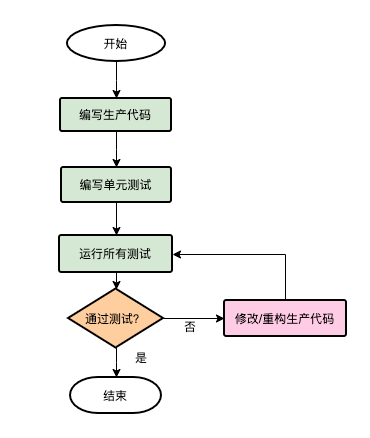 开始
编写生产代码
编写单元测试
运行所有测试
通过测试?
否
修改/重构生产代码
是
结束